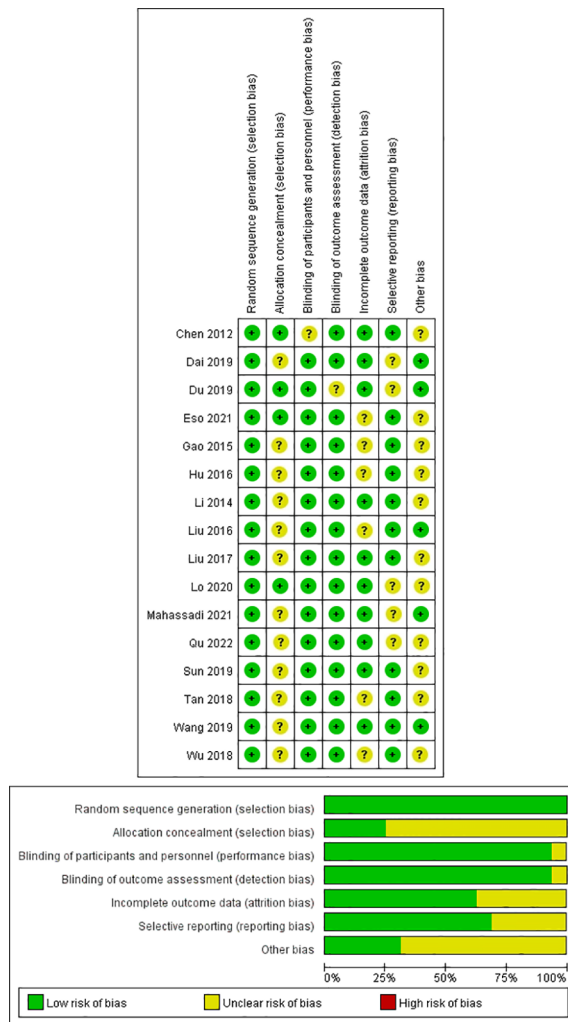 Random sequence generation (selection bias)
Allocation concealment (selection bias)
Blinding of participants and personnel (performance bias)
Blinding of outcome assessment (detection bias)
Incomplete outcome data (attrition bias)
Selective reporting (reporting bias)
Other bias
Chen 2012 + + ? + + + ?
Dai 2019 + ? + + + ? +
Du 2019 + + + ? + ? +
Eso 2021 + + + + ? + ?
Gao 2015 + ? + + ? + ?
Hu 2016 + ? + + ? + ?
Li 2014 + ? + + + + ?
Liu 2016 + ? + + ? + +
Liu 2017 + ? + + + + ?
Lo 2020 + + + + + ? ?
Mahassadi 2021 + ? + + + ? +
Qu 2022 + ? + + + ? ?
Sun 2019 + ? + + + + ?
Tan 2018 + ? + + ? + ?
Wang 2019 + ? + + + + +
Wu 2018 + ? + + ? + ?
Random sequence generation (selection bias)
Allocation concealment (selection bias)
Blinding of participants and personnel (performance bias)
Blinding of outcome assessment (detection bias)
Incomplete outcome data (attrition bias)
Selective reporting (reporting bias)
Other bias
0% 25% 50% 75% 100%
Low risk of bias Unclear risk of bias High risk of bias